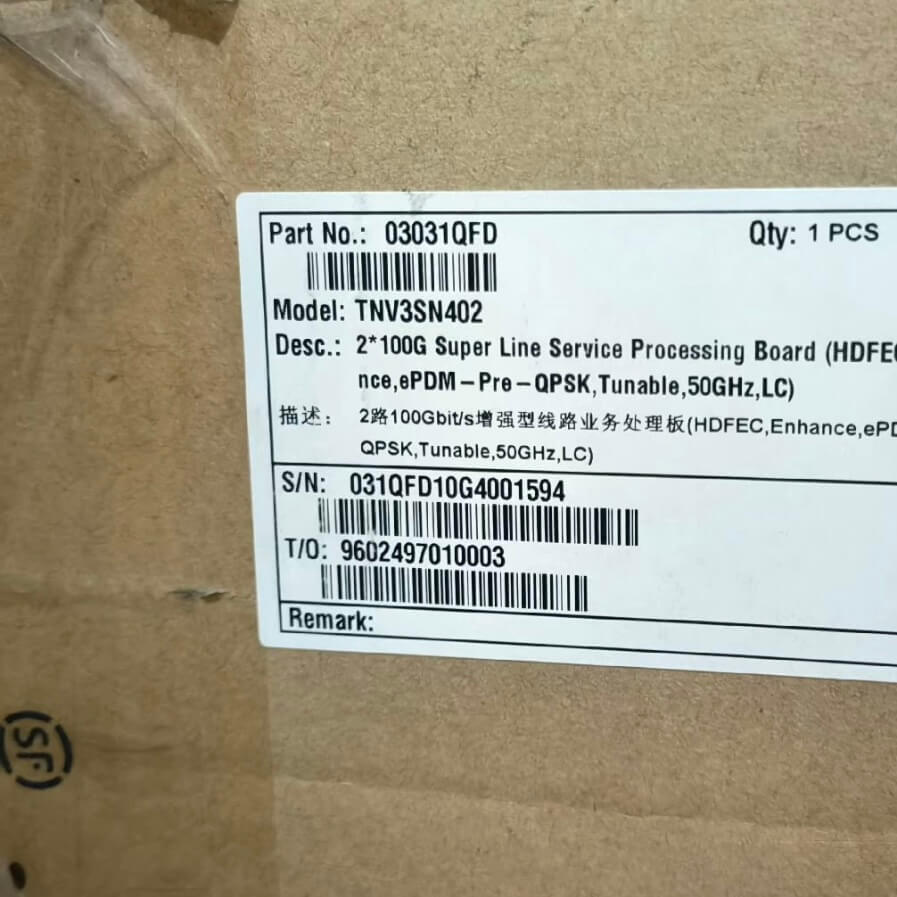 Part No.: 03031QFD Qty: 1 PCS
Model: TNV3SN402
Desc.: 2*100G Super Line Service Processing Board (HDFEC
nce,ePDM-Pre-QPSK,Tunable,50GHz,LC)
描述: 2路100Gbit/s增强型线路业务处理板(HDFEC,Enhance,ePD
QPSK,Tunable,50GHz,LC)
S/N: 031QFD10G4001594
T/O: 9602497010003
Remark:
SF